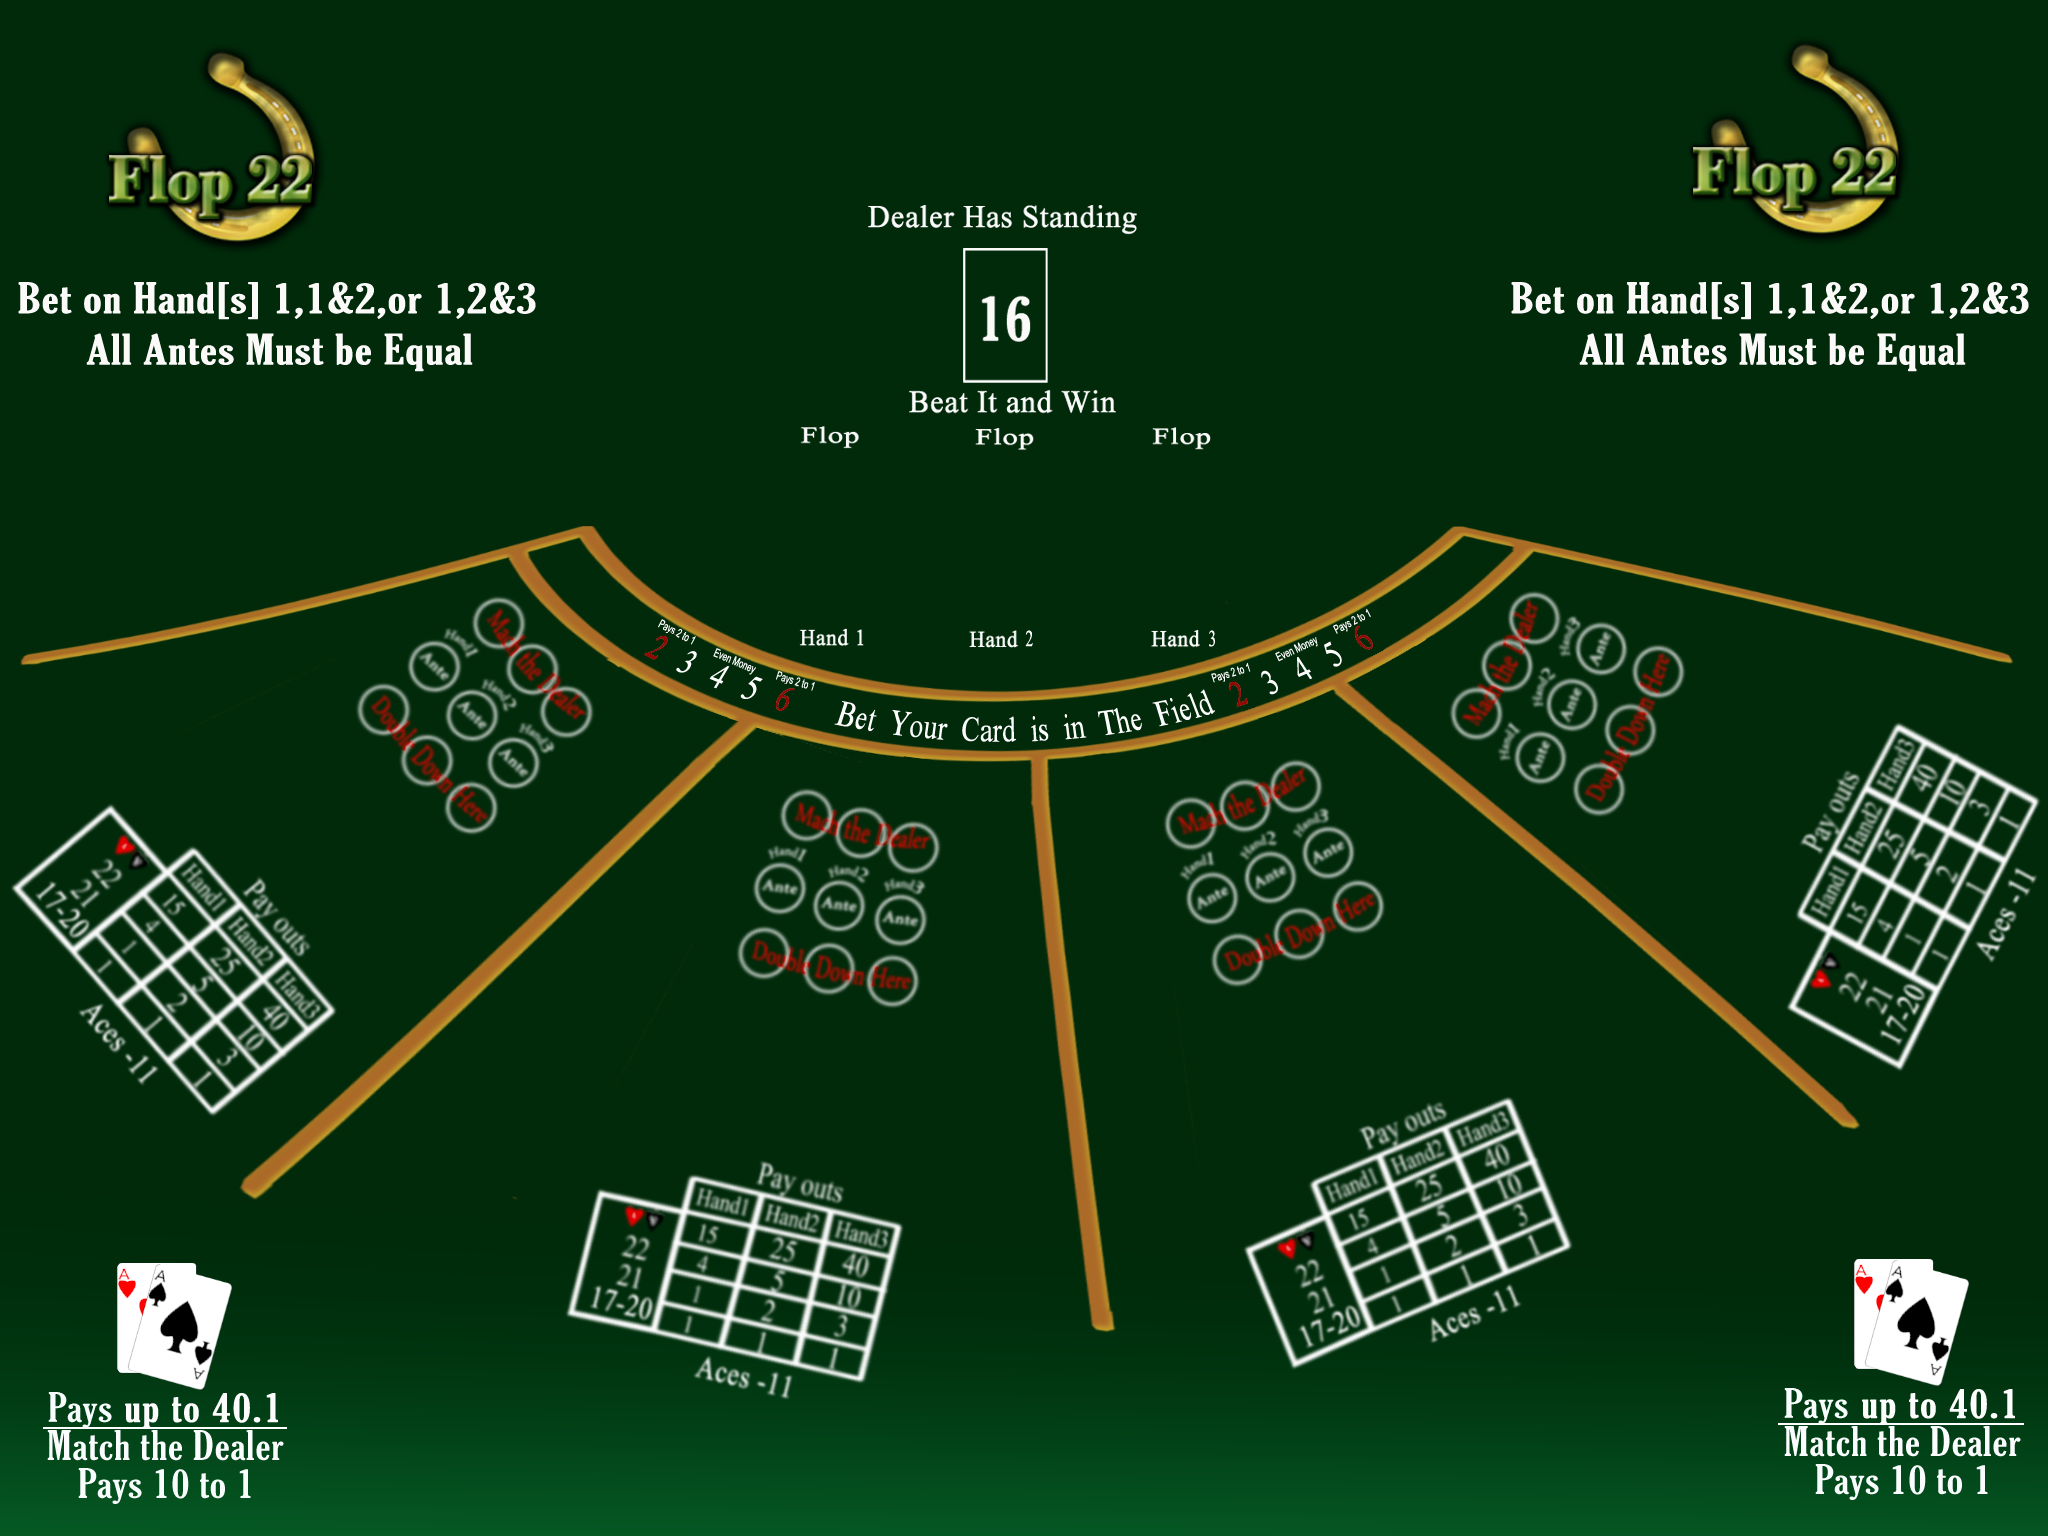 Flop 22
Bet on Hand[s] 1,1&2,or 1,2&3
All Antes Must be Equal
Dealer Has Standing
16
Beat It and Win
Flop Flop Flop
Flop 22
Bet on Hand[s] 1,1&2,or 1,2&3
All Antes Must be Equal
Hand 1 Hand 2 Hand 3
Pays 2 to 1 Even Money Pays 2 to 1
2 3 4 5 6
Bet Your Card is in The Field
Pays 2 to 1 Even Money Pays 2 to 1
2 3 4 5 6
Mach the Dealer
Hand1 Hand2 Hand3
Ante Ante Ante
Double Down Here
Pay outs
Hand1 Hand2 Hand3
15 25 40
22 4 5 10
21 1 2 3
17-20 1 1 1
Aces -11
Mach the Dealer
Hand1 Hand2 Hand3
Ante Ante Ante
Double Down Here
Pay outs
Hand1 Hand2 Hand3
15 25 40
22 4 5 10
21 1 2 3
17-20 1 1 1
Aces -11
Mach the Dealer
Hand1 Hand2 Hand3
Ante Ante Ante
Double Down Here
Pay outs
Hand1 Hand2 Hand3
15 25 40
22 4 5 10
21 1 2 3
17-20 1 1 1
Aces -11
Mach the Dealer
Hand1 Hand2 Hand3
Ante Ante Ante
Double Down Here
Pay outs
Hand1 Hand2 Hand3
15 25 40
22 4 5 10
21 1 2 3
17-20 1 1 1
Aces -11
A A
A
Pays up to 40.1
Match the Dealer
Pays 10 to 1
A A
A
Pays up to 40.1
Match the Dealer
Pays 10 to 1